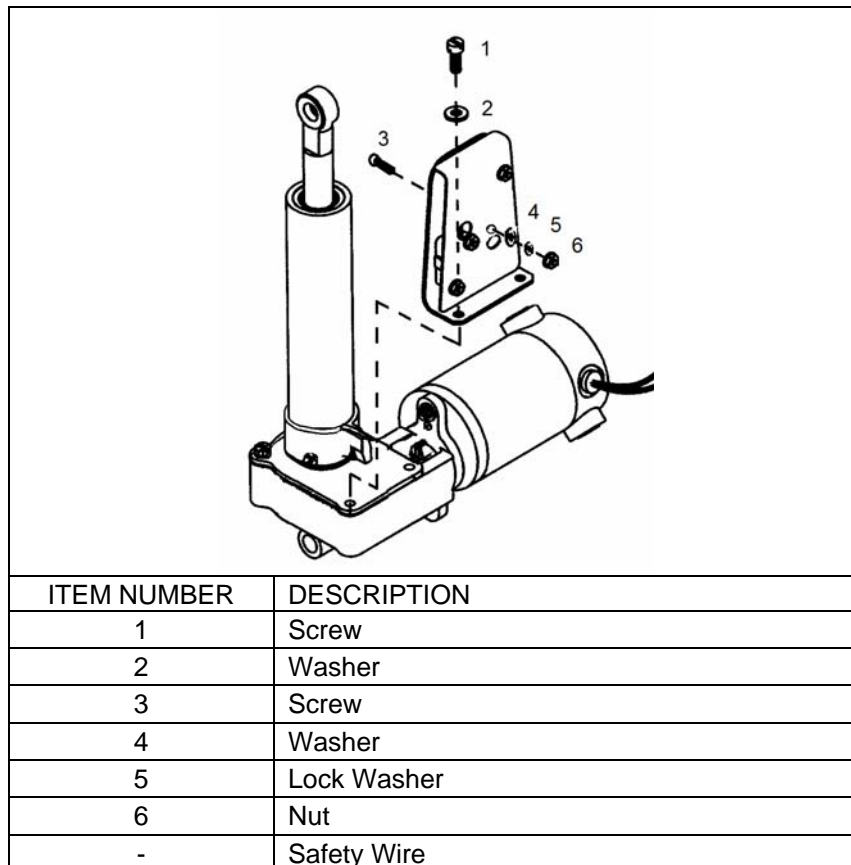 1
2
3
4
5
6
ITEM NUMBER DESCRIPTION
1 Screw
2 Washer
3 Screw
4 Washer
5 Lock Washer
6 Nut
- Safety Wire